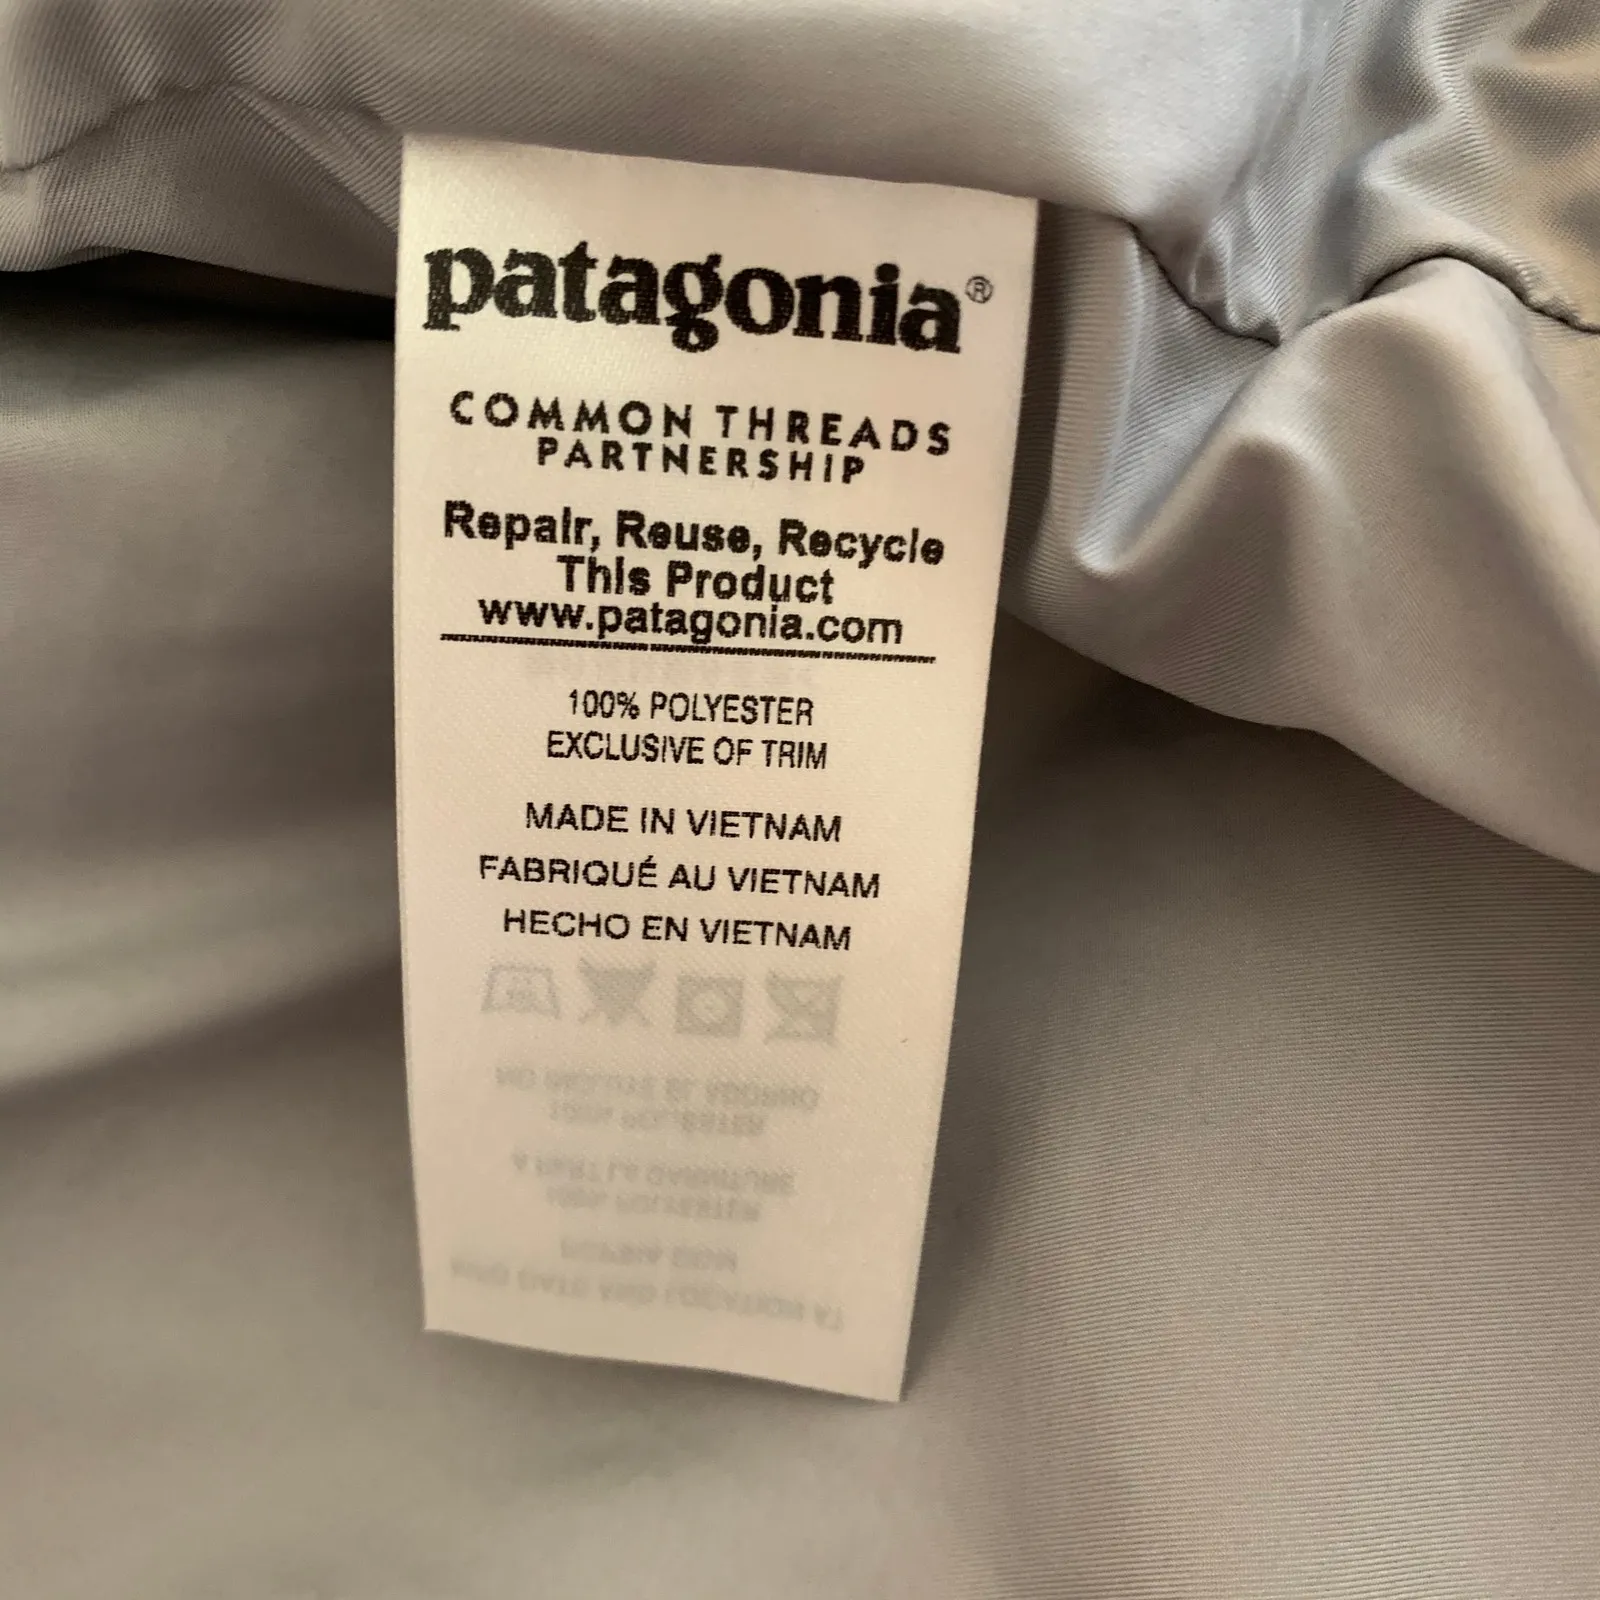 patagonia®
COMMON THREADS
PARTNERSHIP
Repair, Reuse, Recycle
This Product
www.patagonia.com
100% POLYESTER
EXCLUSIVE OF TRIM
MADE IN VIETNAM
FABRIQUÉ AU VIETNAM
HECHO EN VIETNAM